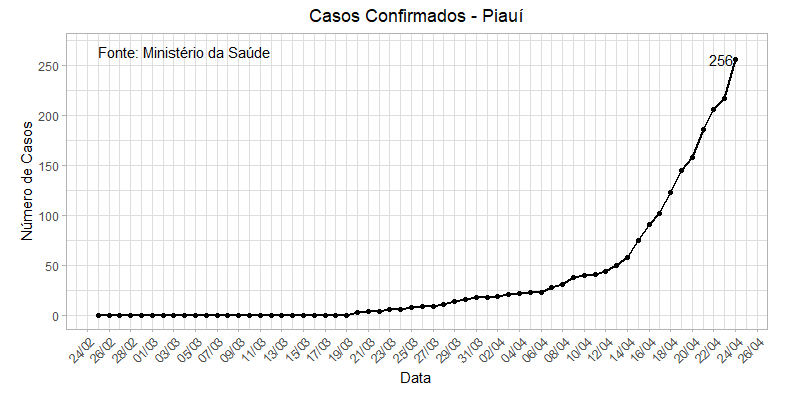 Casos Confirmados - Piauí
Fonte: Ministério da Saúde
256
250
200
150
100
50
0
Número de Casos
24/02 26/02 28/02 01/03 03/03 05/03 07/03 09/03 11/03 13/03 15/03 17/03 19/03 21/03 23/03 25/03 27/03 29/03 31/03 02/04 04/04 06/04 08/04 10/04 12/04 14/04 16/04 18/04 20/04 22/04 24/04 26/04
Data